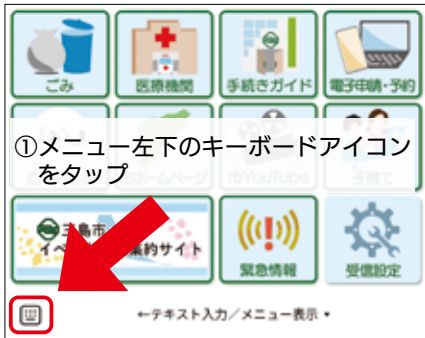 ごみ
医療機関
手続きガイド
電子申請・予約
①メニュー左下のキーボードアイコン
をタップ
市YouTube
子育て
三島市
イベ
集約サイト
緊急情報
受信設定
←テキスト入力／メニュー表示▼